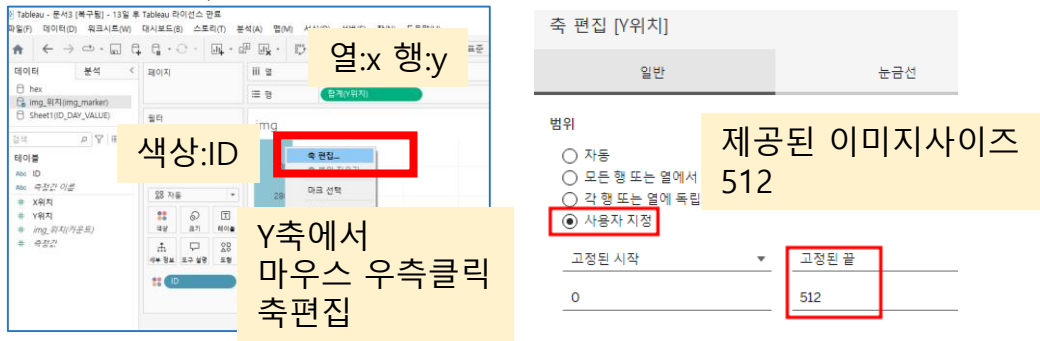 Tableau - 문서3 [복구됨] - 13일 후 Tableau 라이선스 만료
파일(F) 데이터(D) 워크시트(W) 대시보드(B) 스토리(T) 분석(A) 맵(M)
열:x 행:y
표준
데이터 분석 페이지 열
hex
img_위치(img_marker)
Sheet1(ID_DAY_VALUE)
행 합계(Y위치)
필터
img
검색
색상:ID
축 편집...
마크 선택
테이블
ID
측정값 이름
X위치
Y위치
img_위치(카운트)
측정값
자동
색상 크기 테이블
세부 정보 도구 설명 모형
ID
Y축에서
마우스 우측클릭
축편집
축 편집 [Y위치]
일반 눈금선
범위
자동
모든 행 또는 열에서
각 행 또는 열에 독립
사용자 지정
제공된 이미지사이즈
512
고정된 시작 고정된 끝
0 512